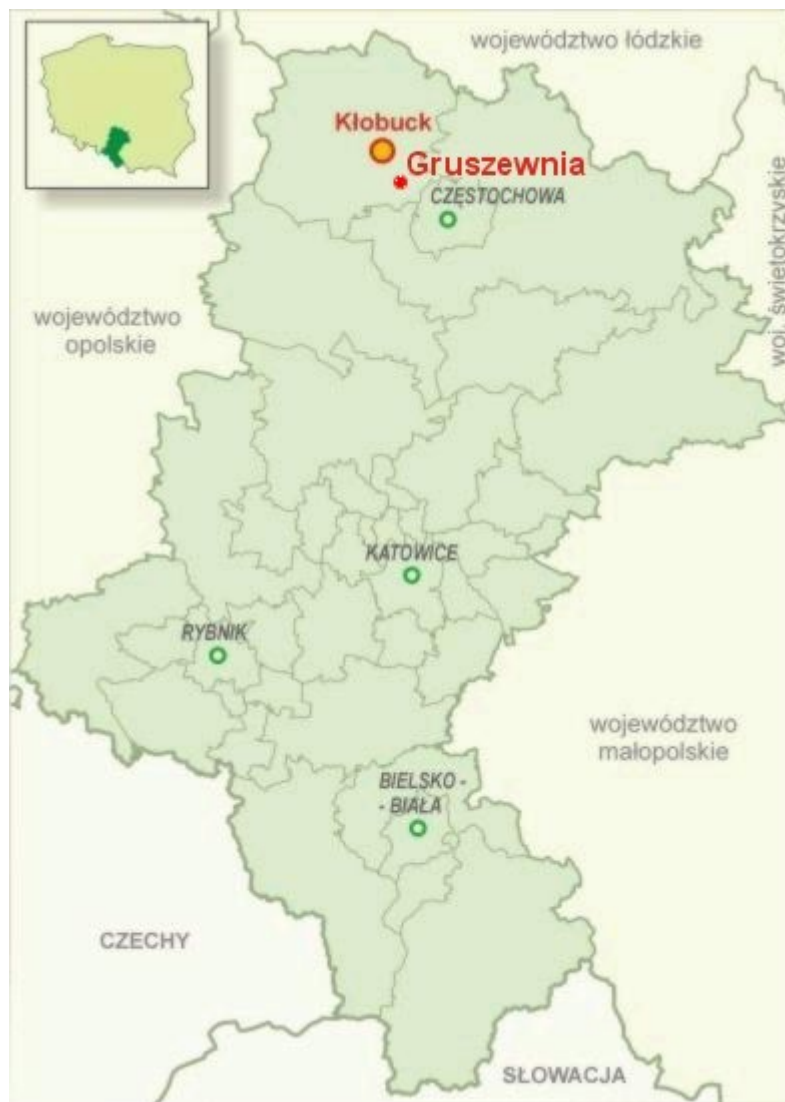 województwo łódzkie
Kłobuck
Gruszewnia
CZĘSTOCHOWA
woj. świętokrzyskie
województwo
opolskie
KATOWICE
RYBNIK
województwo
małopolskie
BIELSKO -
- BIAŁA
CZECHY
SŁOWACJA